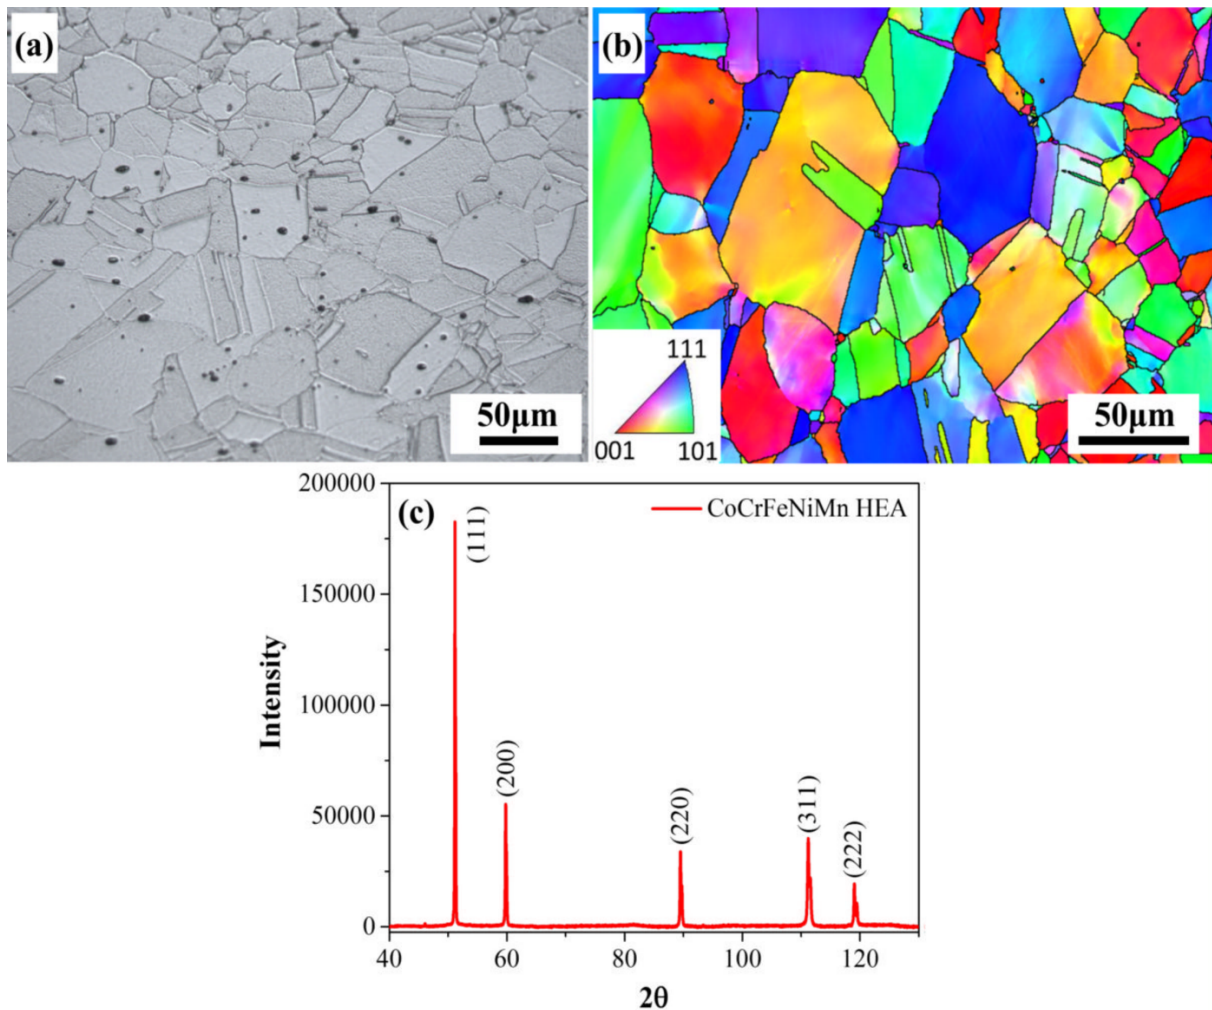 (a)
50μm
(b)
111
001
101
50μm
(c)
CoCrFeNiMn HEA
(111)
(200)
(220)
(311)
(222)
200000
150000
100000
50000
0
Intensity
40
60
80
100
120
2θ